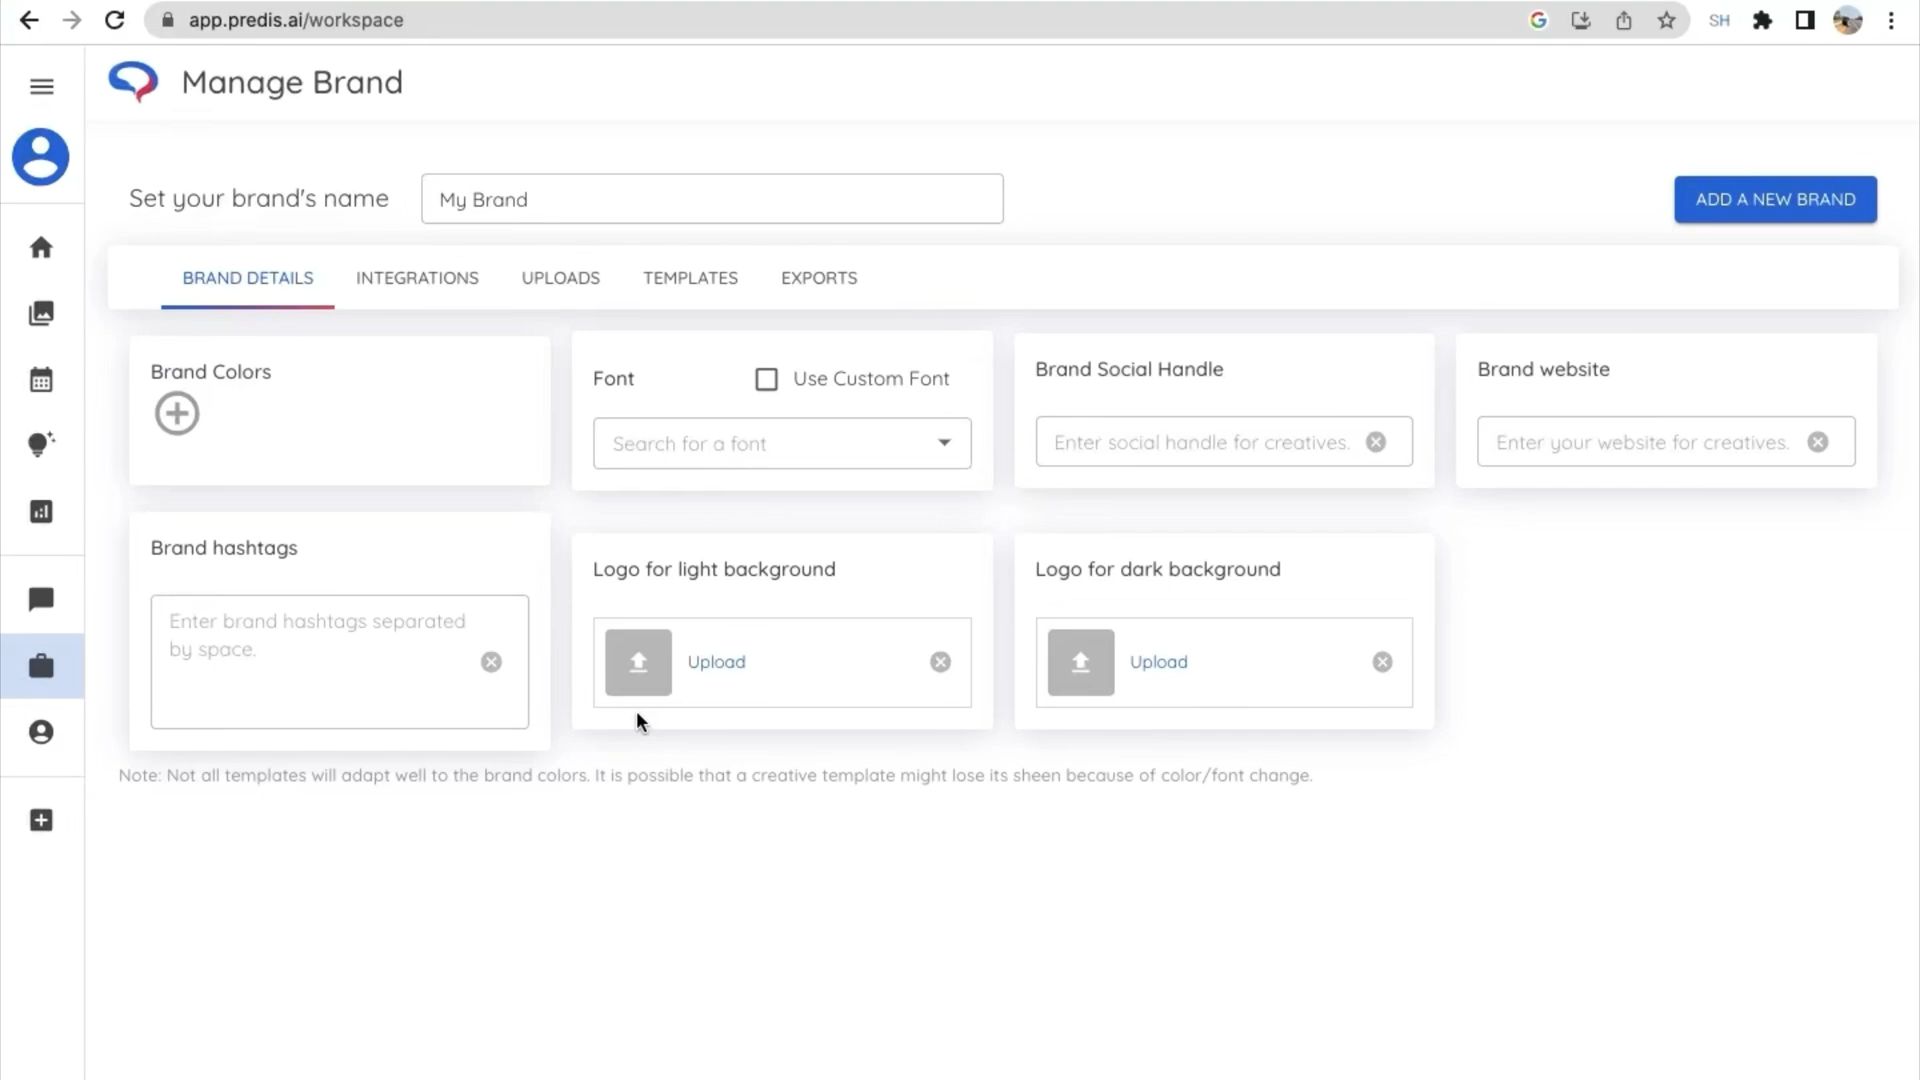 app.predis.ai/workspace
SH
Manage Brand
Set your brand's name
My Brand
ADD A NEW BRAND
BRAND DETAILS
INTEGRATIONS
UPLOADS
TEMPLATES
EXPORTS
Brand Colors
Font
Use Custom Font
Search for a font
Brand Social Handle
Enter social handle for creatives.
Brand website
Enter your website for creatives.
Brand hashtags
Enter brand hashtags separated
by space.
Logo for light background
Upload
Logo for dark background
Upload
Note: Not all templates will adapt well to the brand colors. It is possible that a creative template might lose its sheen because of color/font change.